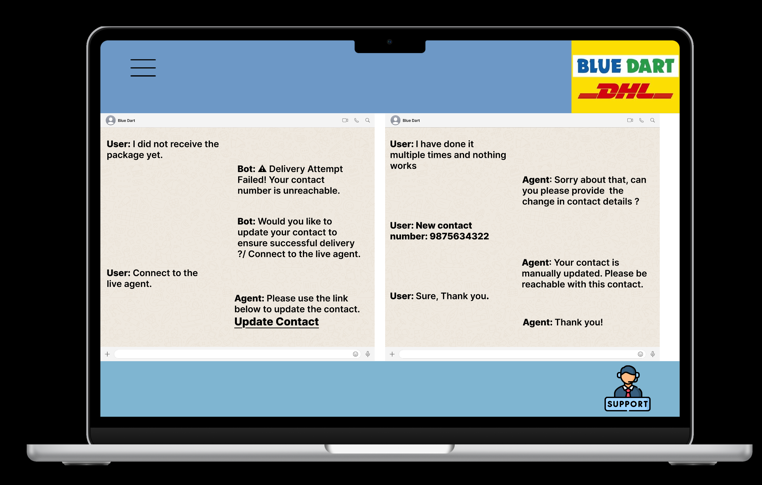 BLUE DART
DHL
Blue Dart
User: I did not receive the
package yet.
Bot: ⚠ Delivery Attempt
Failed! Your contact
number is unreachable.
Bot: Would you like to
update your contact to
ensure successful delivery
?/ Connect to the live agent.
User: Connect to the
live agent.
Agent: Please use the link
below to update the contact.
Update Contact
Blue Dart
User: I have done it
multiple times and nothing
works
Agent: Sorry about that, can
you please provide the
change in contact details ?
User: New contact
number: 9875634322
Agent: Your contact is
manually updated. Please be
reachable with this contact.
User: Sure, Thank you.
Agent: Thank you!
SUPPORT